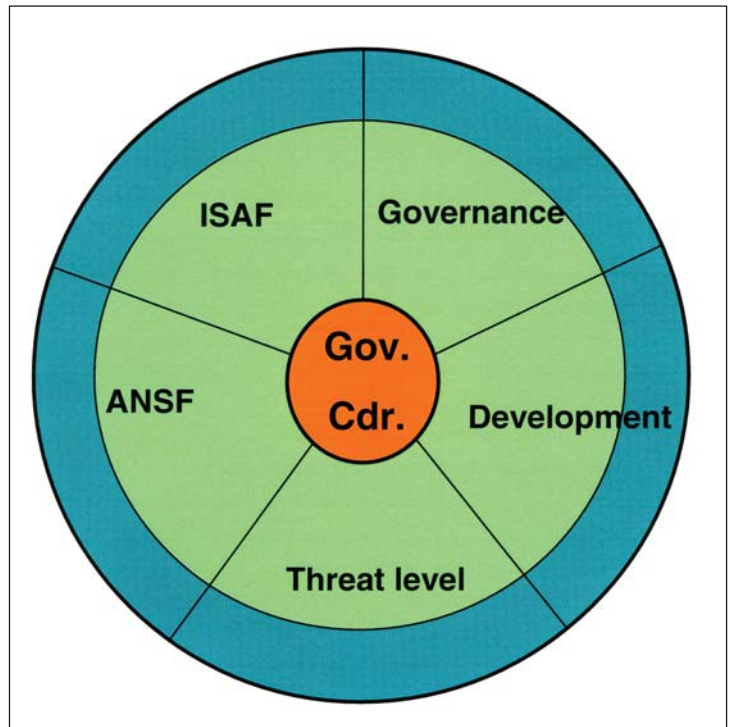 ISAF
Governance
Gov.
Cdr.
ANSF
Development
Threat level